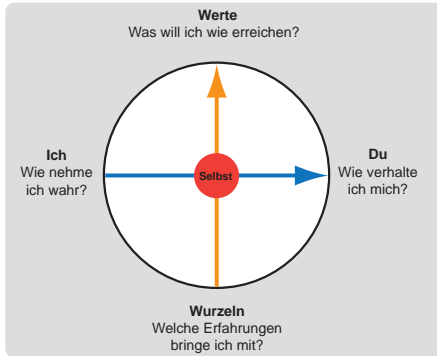 Werte
Was will ich wie erreichen?
Ich
Wie nehme
ich wahr?
Selbst
Du
Wie verhalte
ich mich?
Wurzeln
Welche Erfahrungen
bringe ich mit?